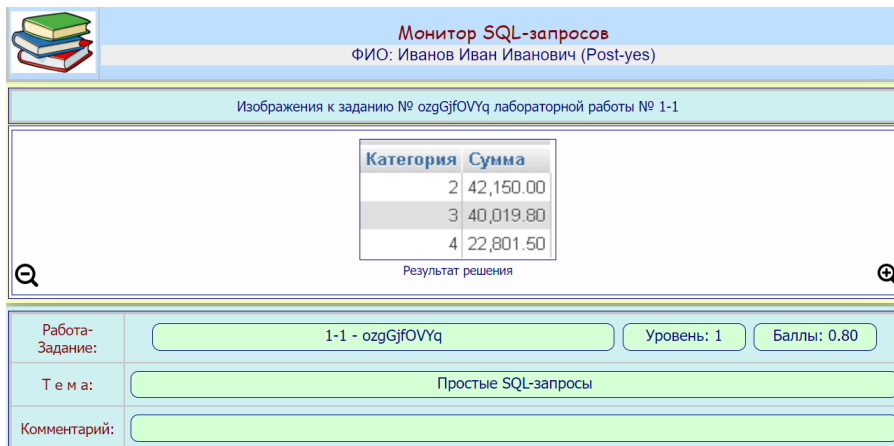 Монитор SQL-запросов
ФИО: Иванов Иван Иванович (Post-yes)
Изображения к заданию № ozgGjfOVYq лабораторной работы № 1-1
Категория Сумма
2 42,150.00
3 40,019.80
4 22,801.50
Результат решения
Работа-
Задание:
1-1 - ozgGjfOVYq Уровень: 1 Баллы: 0.80
Т е м а: Простые SQL-запросы
Комментарий: